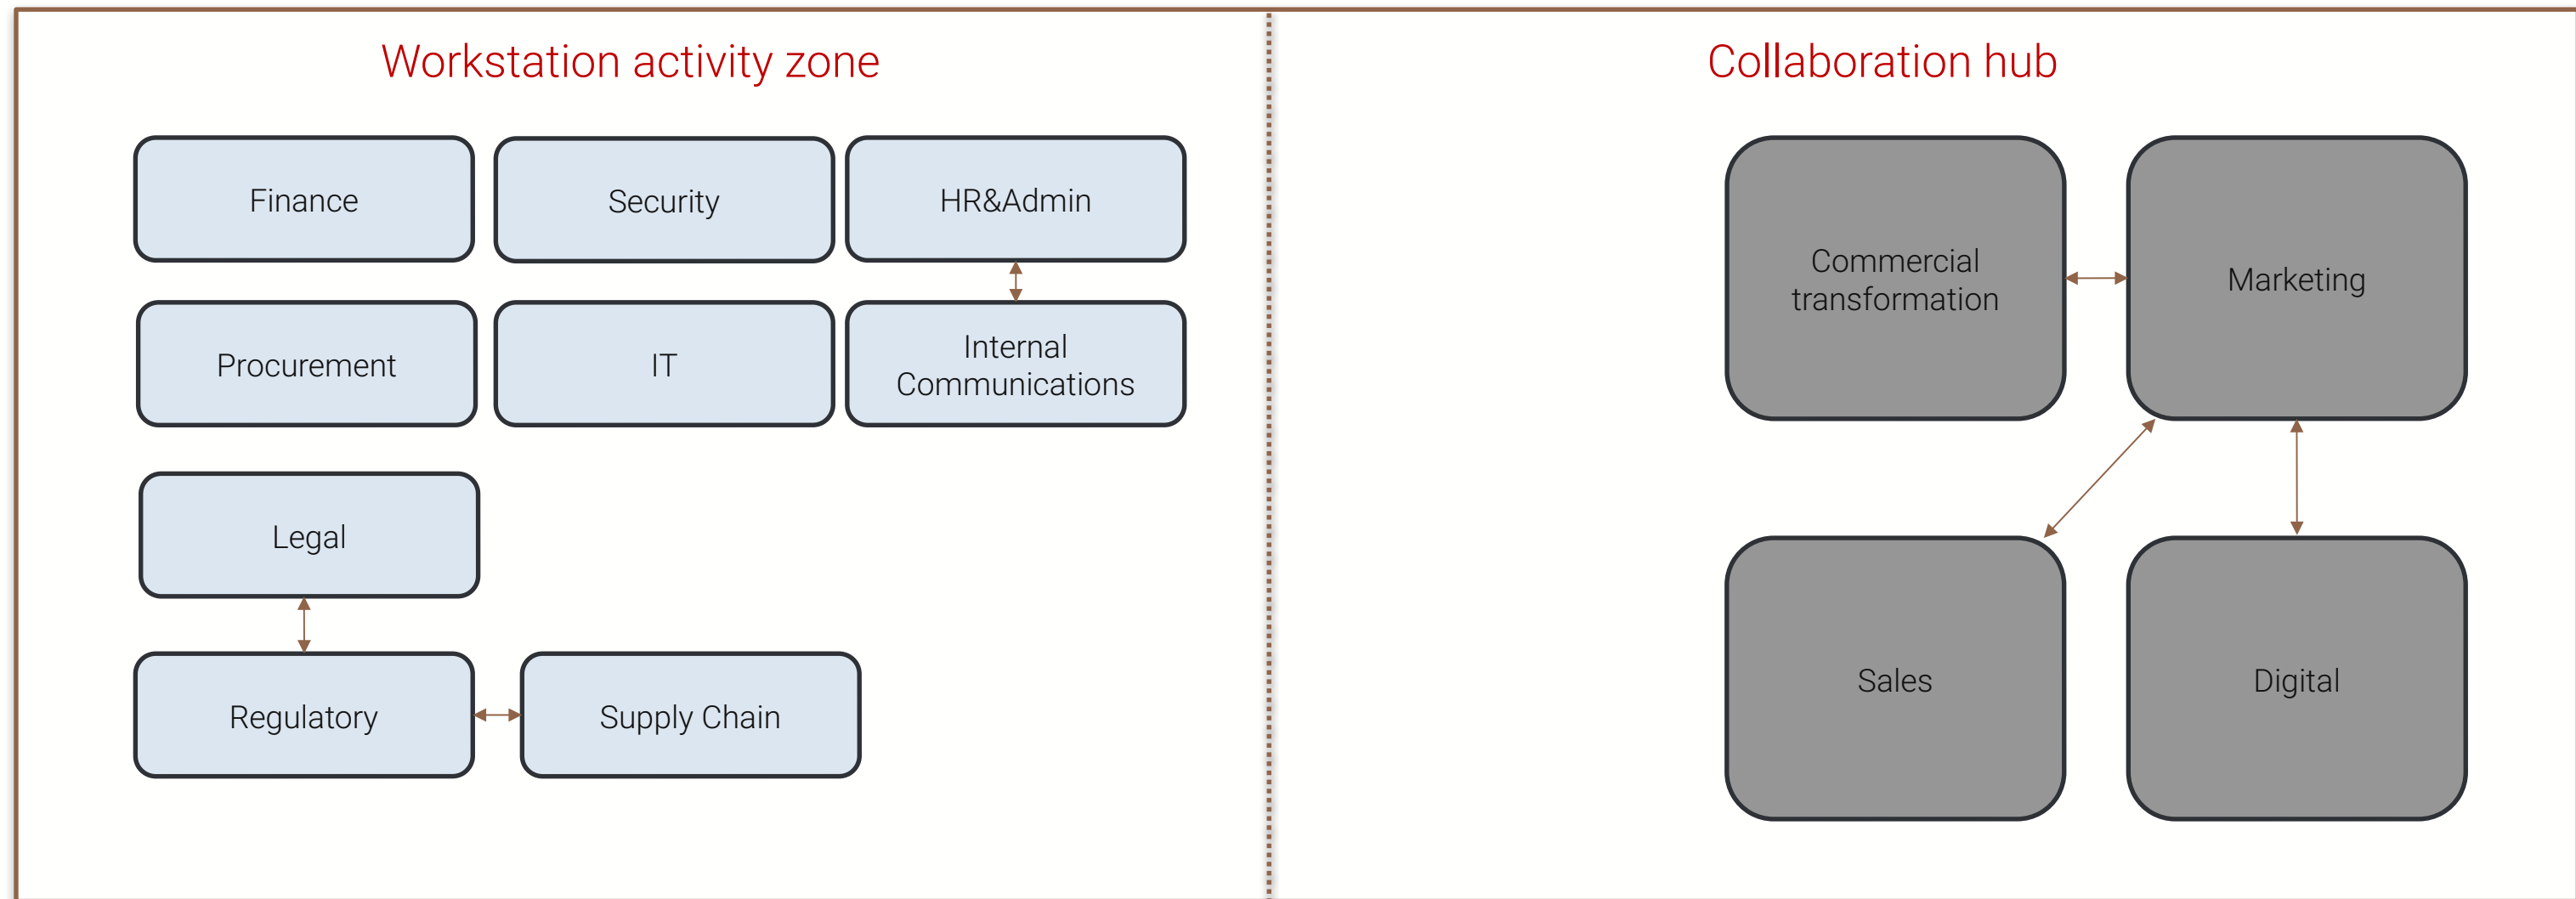 Workstation activity zone
Collaboration hub
Finance
Security
HR&Admin
Procurement
IT
Internal
Communications
Legal
Regulatory
Supply Chain
Commercial
transformation
Marketing
Sales
Digital